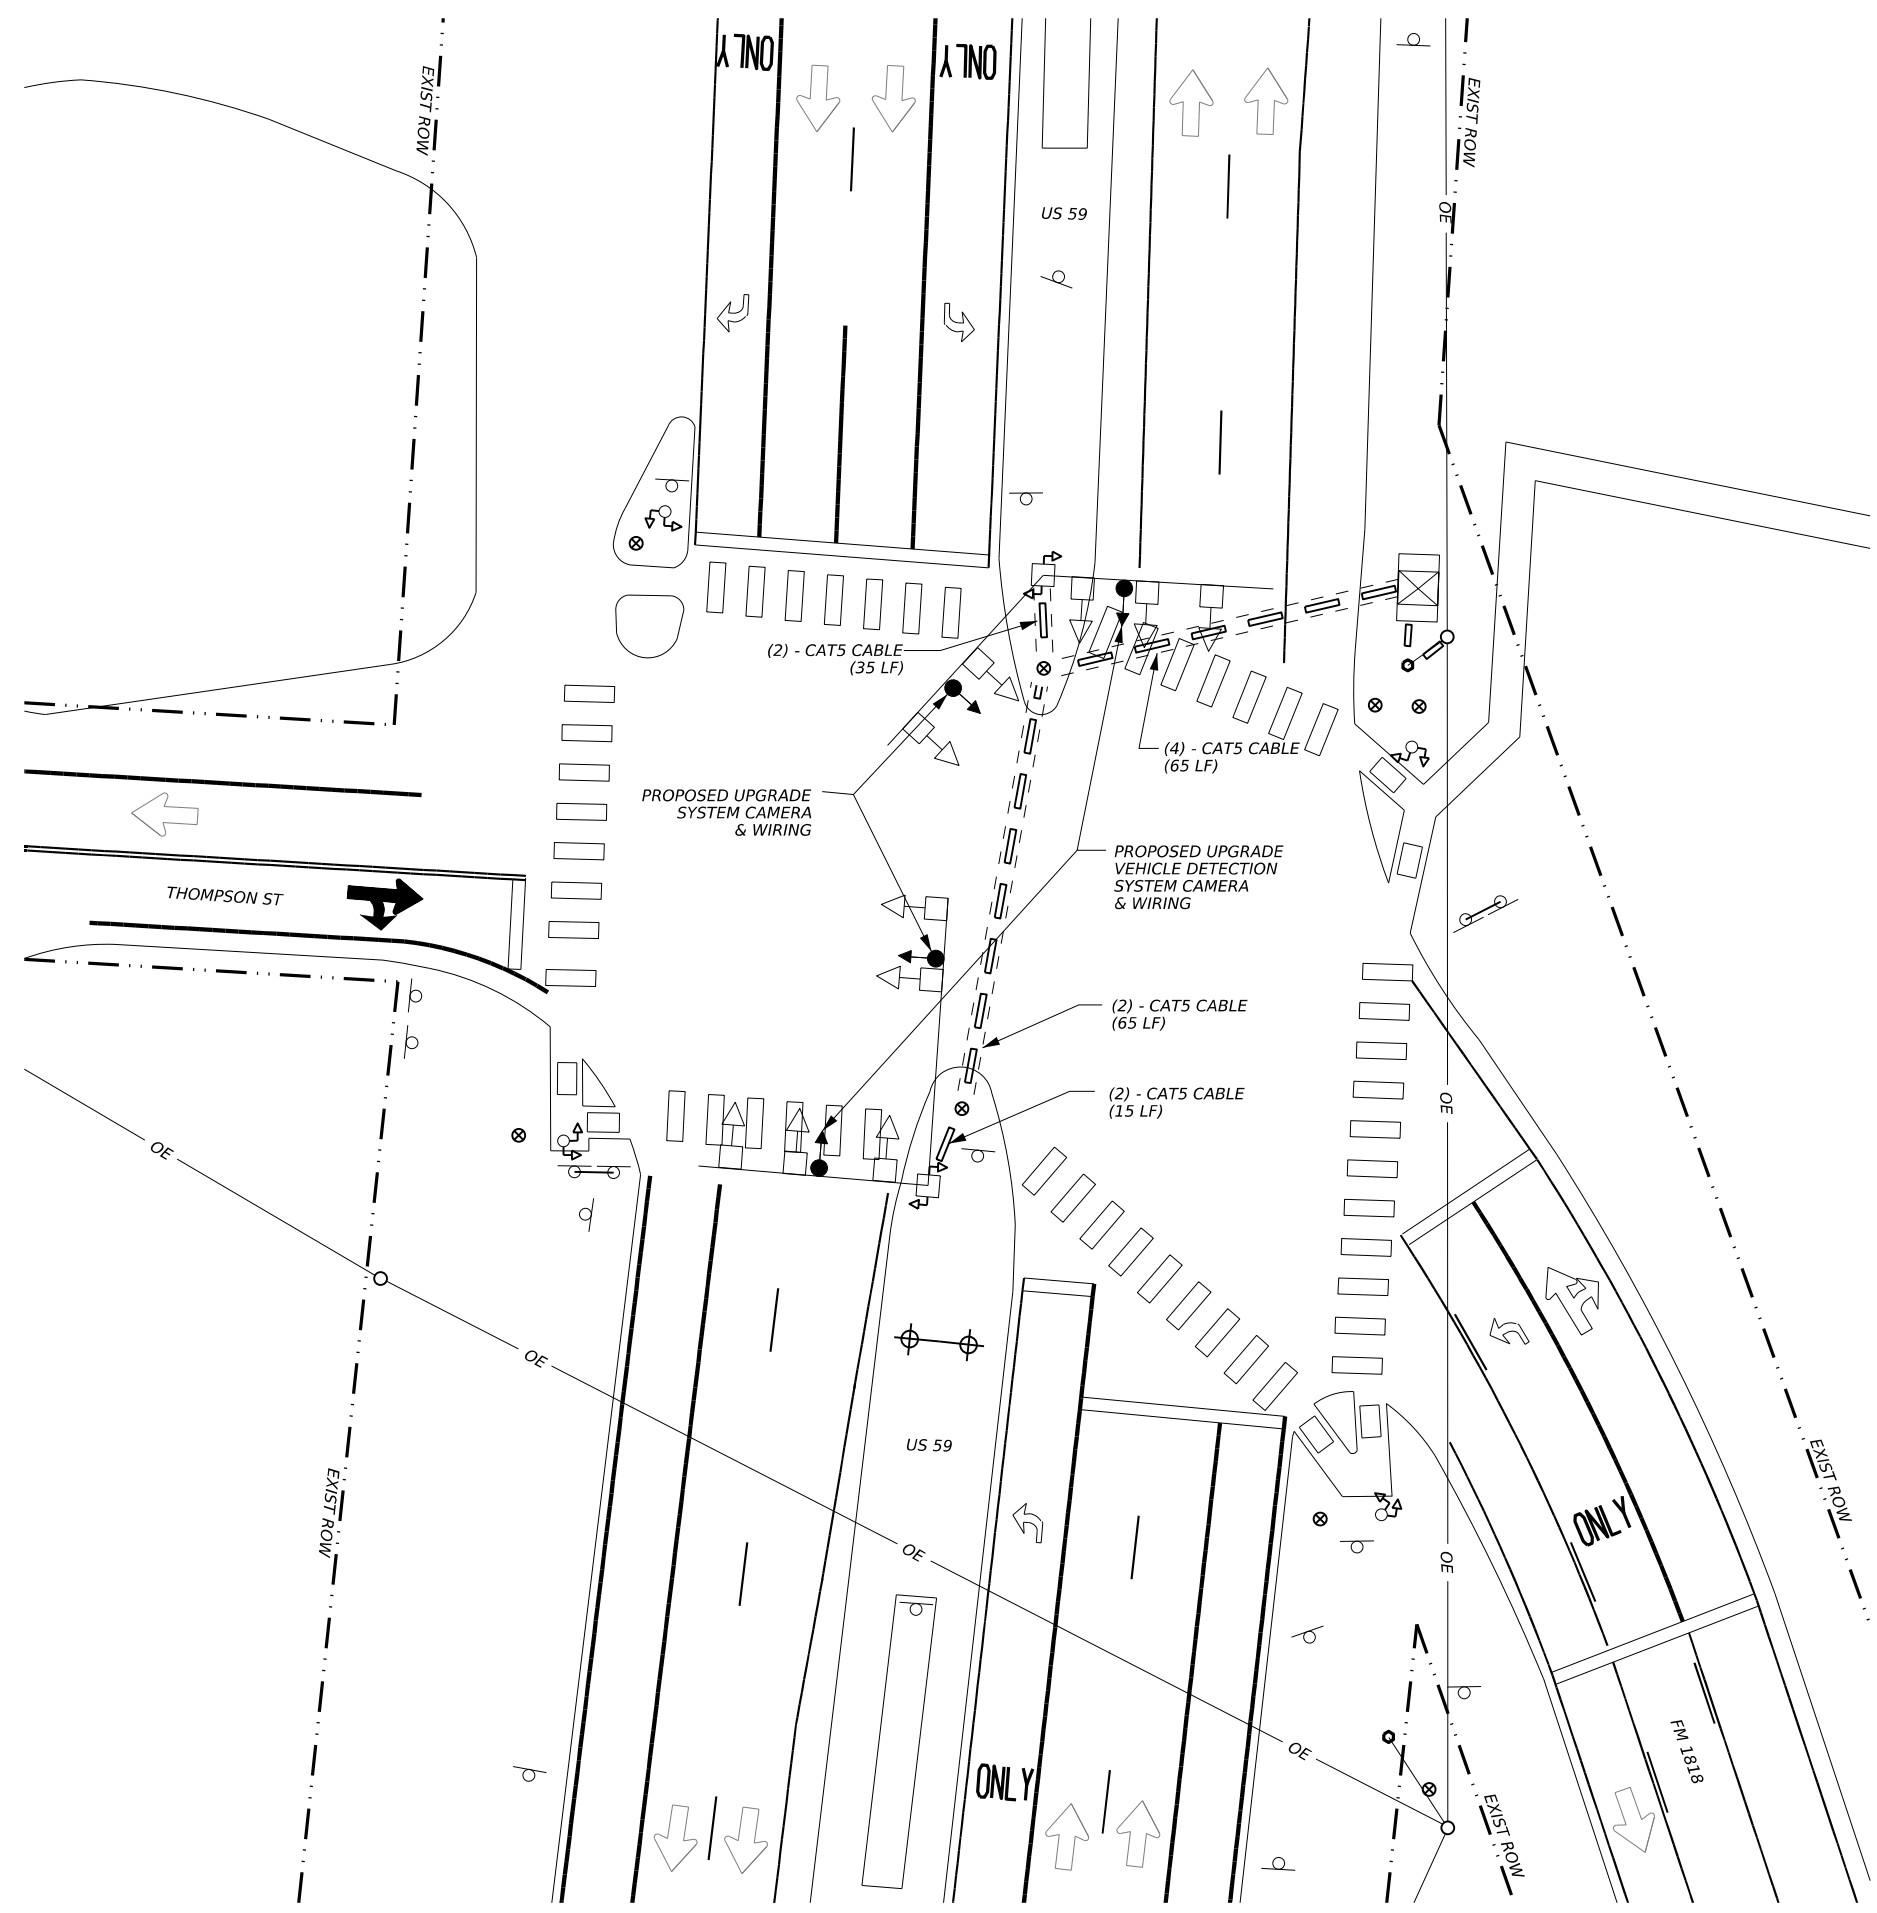 ONLY
ONLY
EXIST ROW
EXIST ROW
OE
US 59
(2) - CAT5 CABLE
(35 LF)
(4) - CAT5 CABLE
(65 LF)
PROPOSED UPGRADE
SYSTEM CAMERA
& WIRING
PROPOSED UPGRADE
VEHICLE DETECTION
SYSTEM CAMERA
& WIRING
THOMPSON ST
(2) - CAT5 CABLE
(65 LF)
(2) - CAT5 CABLE
(15 LF)
OE
OE
OE
US 59
EXIST ROW
EXIST ROW
ONLY
OE
OE
OE
FM 1818
ONLY
EXIST ROW